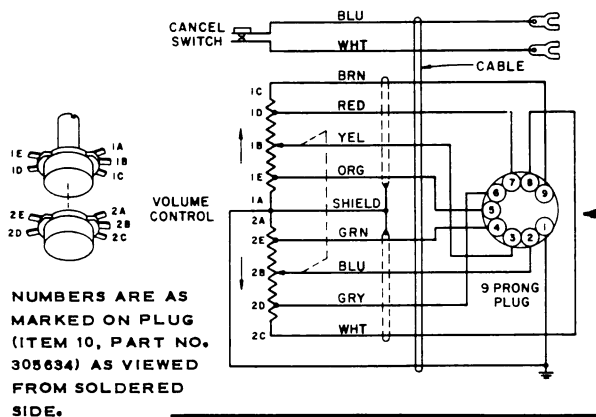 CANCEL
SWITCH
BLU
WHT
CABLE
BRN
1C
RED
1D
YEL
1B
ORG
1E
1A
SHIELD
VOLUME
CONTROL
2A
GRN
2E
BLU
2B
GRY
2D
WHT
2C
1E
1D
1A
1B
1C
2E
2D
2A
2B
2C
7
8
6
9
5
4
1
3
2
9 PRONG
PLUG
NUMBERS ARE AS
MARKED ON PLUG
(ITEM 10, PART NO.
305634) AS VIEWED
FROM SOLDERED
SIDE.